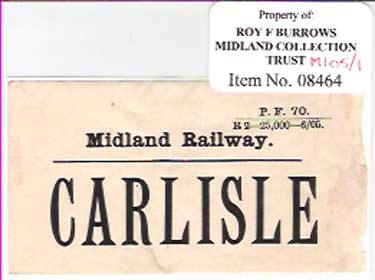 Property of:
ROY F BURROWS
MIDLAND COLLECTION
TRUST M105/1
Item No. 08464
P. F. 70.
R 2—25,000—6/05.
Midland Railway.
CARLISLE